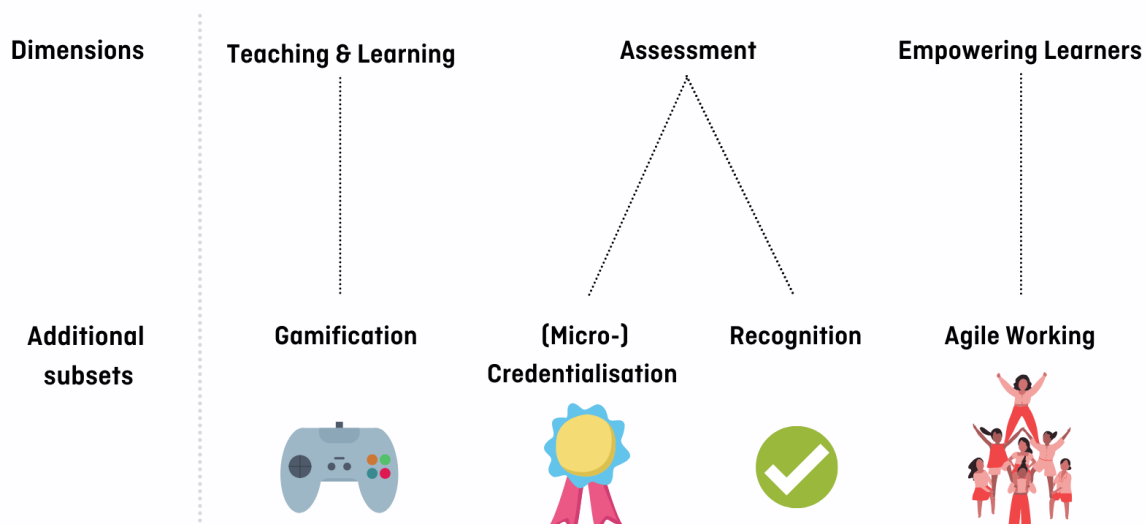 Dimensions
Teaching & Learning
Assessment
Empowering Learners
Additional
subsets
Gamification
(Micro-)
Credentialisation
Recognition
Agile Working